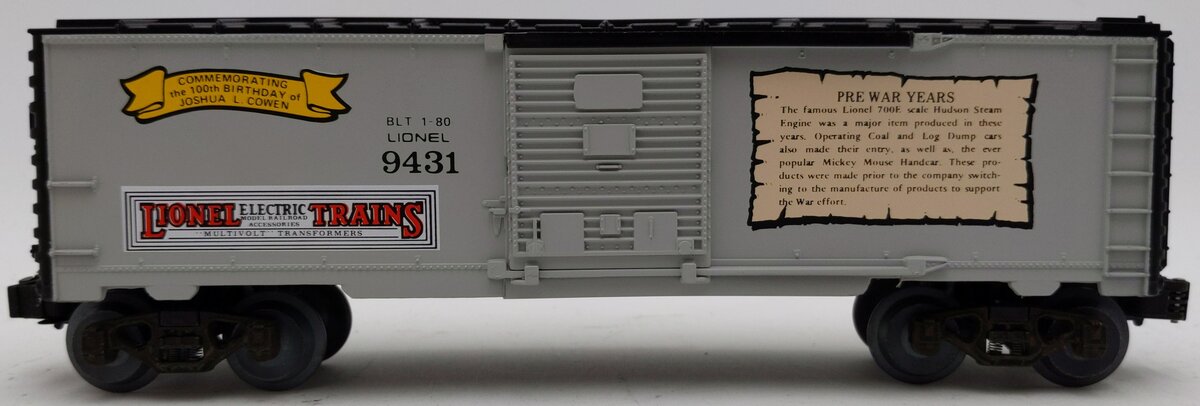 COMMEMORATING
the 100th BIRTHDAY of
JOSHUA L. COWEN
BLT 1-80
LIONEL
9431
LIONEL ELECTRIC TRAINS
MODEL RAILROAD
ACCESSORIES
"MULTIVOLT" TRANSFORMERS
PRE WAR YEARS
The famous Lionel 700E scale Hudson Steam
Engine was a major item produced in these
years. Operating Coal and Log Dump cars
also made their entry, as well as, the ever
popular Mickey Mouse Handcar. These pro-
ducts were made prior to the company switch-
ing to the manufacture of products to support
the War effort.